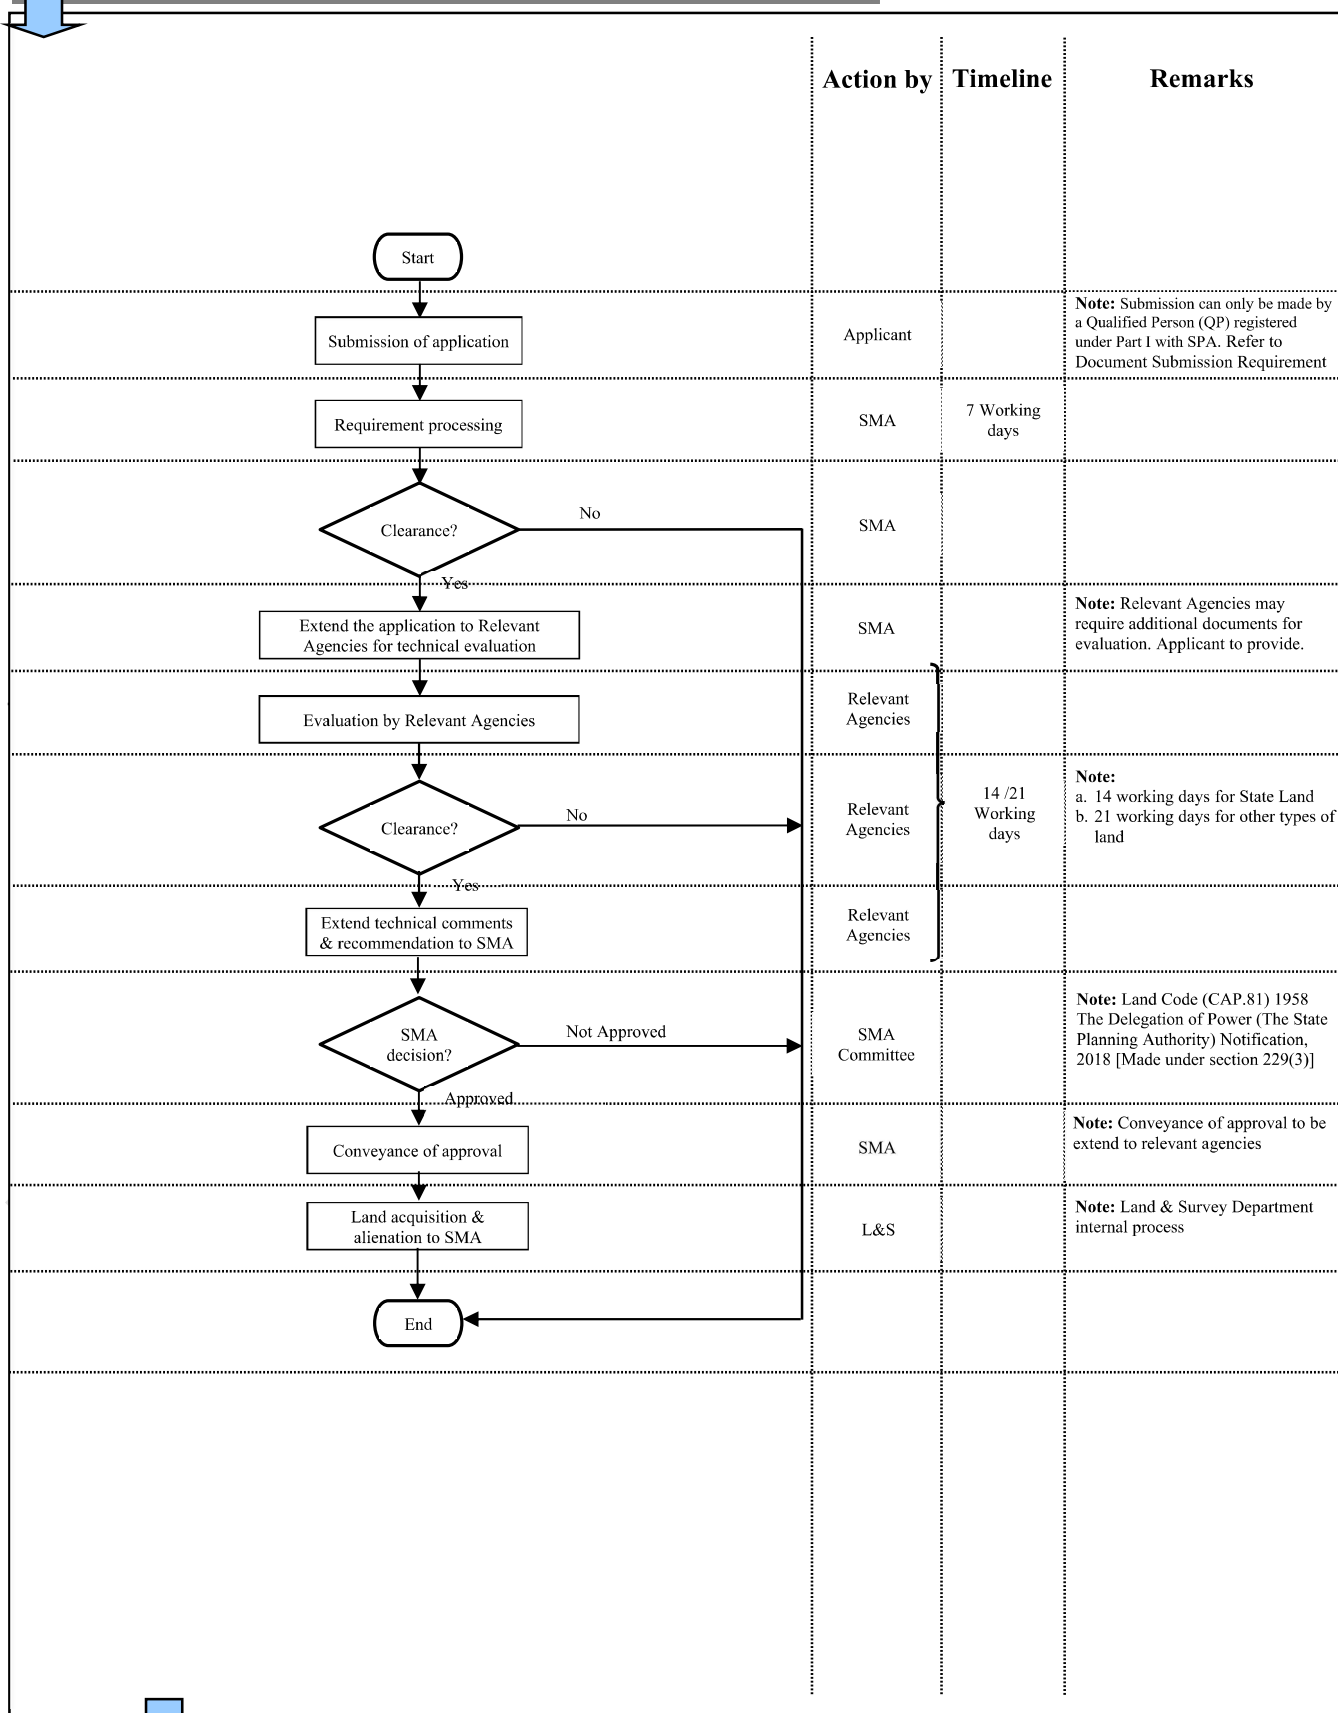 Action by Timeline Remarks
Start
Submission of application
Applicant
Note: Submission can only be made by
a Qualified Person (QP) registered
under Part I with SPA. Refer to
Document Submission Requirement
Requirement processing
SMA
7 Working
days
Clearance?
No
SMA
Yes
Extend the application to Relevant
Agencies for technical evaluation
SMA
Note: Relevant Agencies may
require additional documents for
evaluation. Applicant to provide.
Evaluation by Relevant Agencies
Relevant
Agencies
Clearance?
No
Relevant
Agencies
14 /21
Working
days
Note:
a. 14 working days for State Land
b. 21 working days for other types of
land
Yes
Extend technical comments
& recommendation to SMA
Relevant
Agencies
SMA
decision?
Not Approved
SMA
Committee
Note: Land Code (CAP.81) 1958
The Delegation of Power (The State
Planning Authority) Notification,
2018 [Made under section 229(3)]
Approved
Conveyance of approval
SMA
Note: Conveyance of approval to be
extend to relevant agencies
Land acquisition &
alienation to SMA
L&S
Note: Land & Survey Department
internal process
End